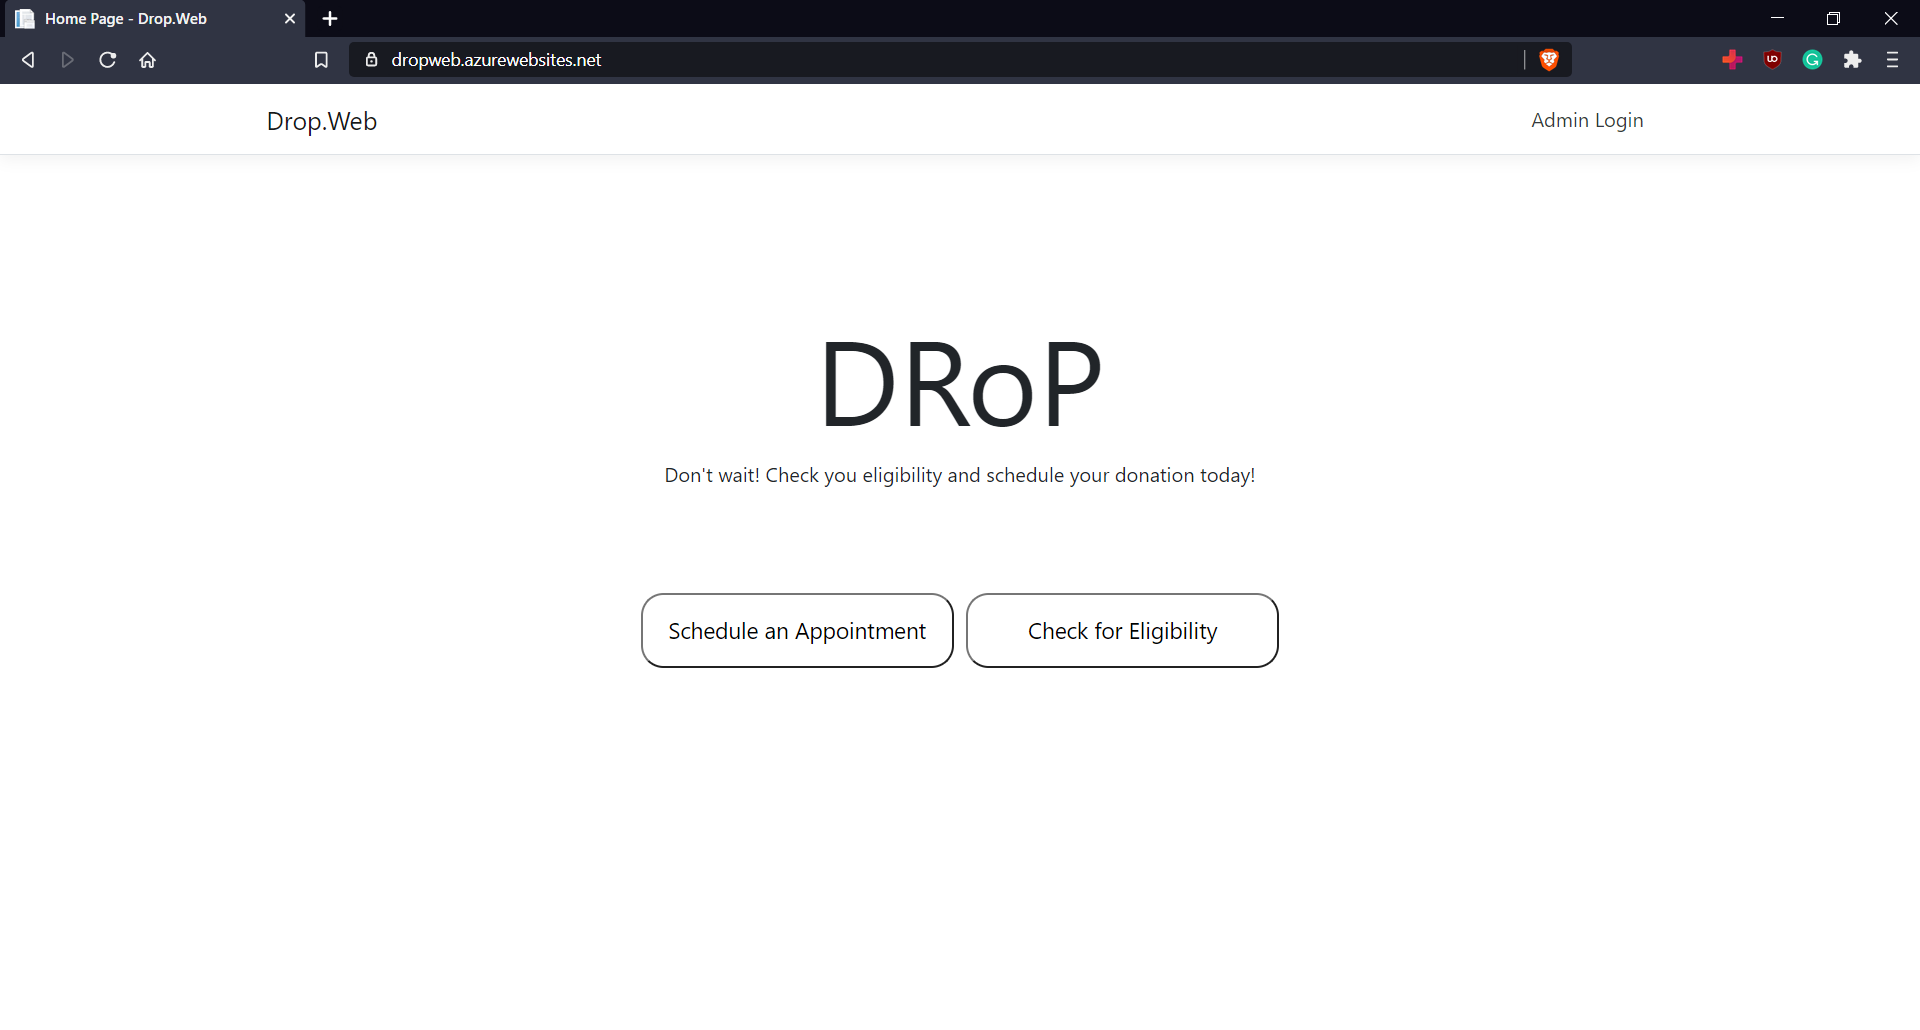 Home Page - Drop.Web
dropweb.azurewebsites.net
Drop.Web
Admin Login
DRoP
Don't wait! Check you eligibility and schedule your donation today!
Schedule an Appointment
Check for Eligibility